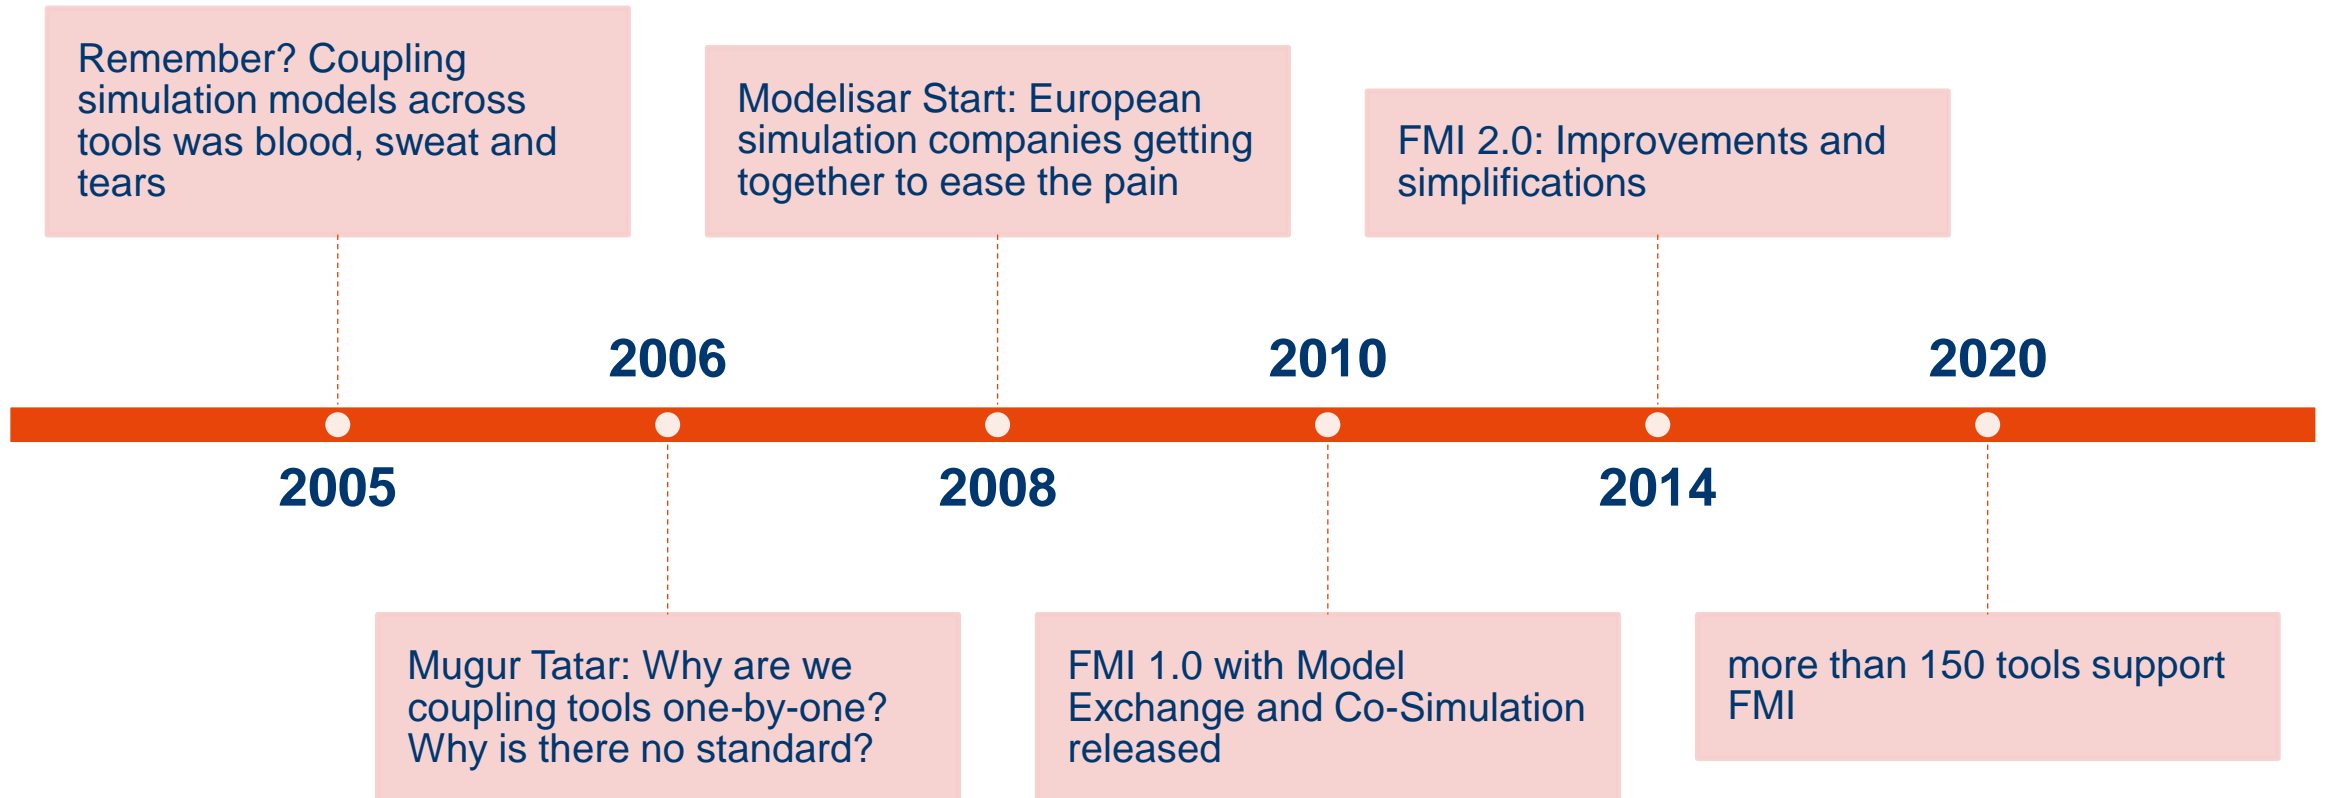 Remember? Coupling
simulation models across
tools was blood, sweat and
tears
Modelisar Start: European
simulation companies getting
together to ease the pain
FMI 2.0: Improvements and
simplifications
2006
2010
2020
2005
2008
2014
Mugur Tatar: Why are we
coupling tools one-by-one?
Why is there no standard?
FMI 1.0 with Model
Exchange and Co-Simulation
released
more than 150 tools support
FMI